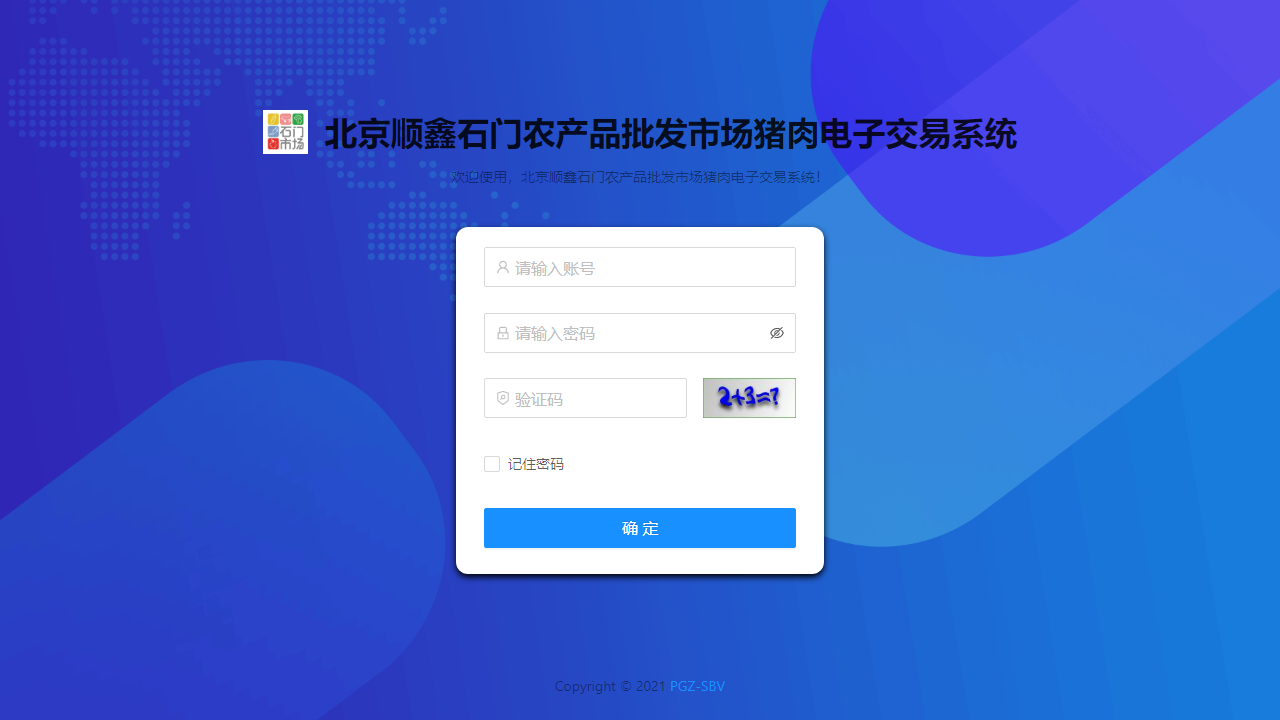 石门
市场
北京顺鑫石门农产品批发市场猪肉电子交易系统
欢迎使用，北京顺鑫石门农产品批发市场猪肉电子交易系统！
请输入账号
请输入密码
验证码
2+3=?
记住密码
确 定
Copyright © 2021 PGZ-SBV